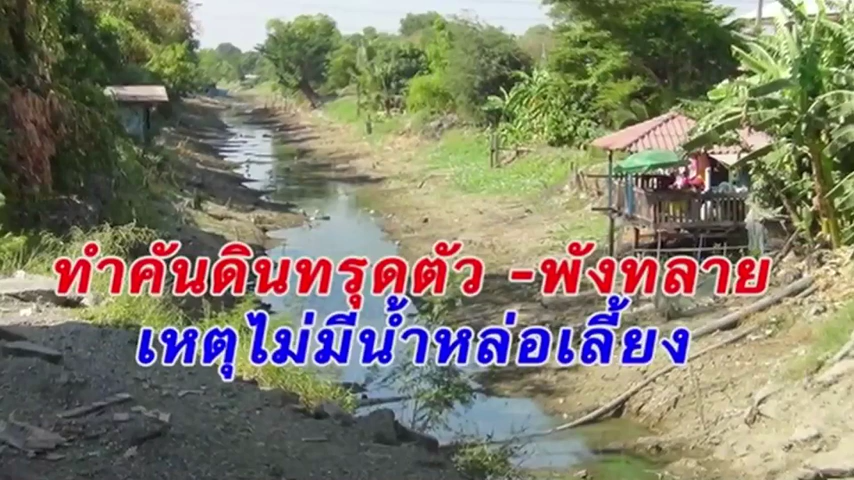 ทำคันดินทรุดตัว -พังทลาย
เหตุไม่มีน้ำหล่อเลี้ยง